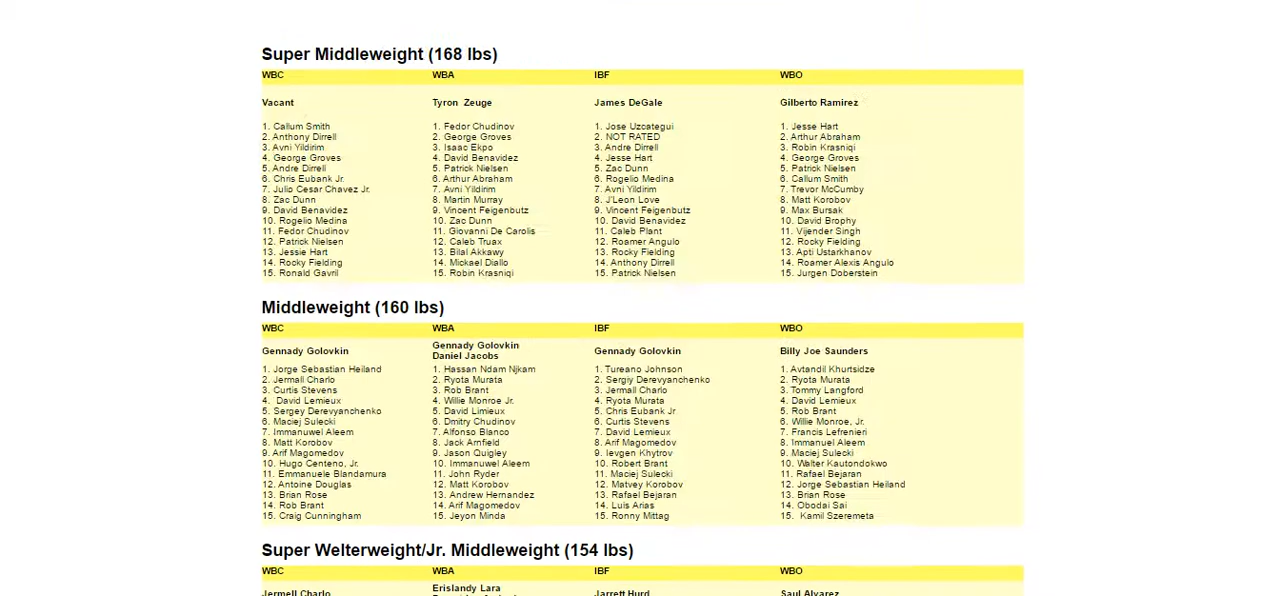 Super Middleweight (168 lbs)
WBC WBA IBF WBO
Vacant Tyron Zeuge James DeGale Gilberto Ramirez
1. Callum Smith 1. Fedor Chudinov 1. Jose Uzcategui 1. Jesse Hart
2. Anthony Dirrell 2. George Groves 2. NOT RATED 2. Arthur Abraham
3. Avni Yildirim 3. Isaac Ekpo 3. Andre Dirrell 3. Robin Krasniqi
4. George Groves 4. David Benavidez 4. Jesse Hart 4. George Groves
5. Andre Dirrell 5. Patrick Nielsen 5. Zac Dunn 5. Patrick Nielsen
6. Chris Eubank Jr. 6. Arthur Abraham 6. Rogelio Medina 6. Callum Smith
7. Julio Cesar Chavez Jr. 7. Avni Yildirim 7. Avni Yildirim 7. Trevor McCumby
8. Zac Dunn 8. Martin Murray 8. J'Leon Love 8. Matt Korobov
9. David Benavidez 9. Vincent Feigenbutz 9. Vincent Feigenbutz 9. Max Bursak
10. Rogelio Medina 10. Zac Dunn 10. David Benavidez 10. David Brophy
11. Fedor Chudinov 11. Giovanni De Carolis 11. Caleb Plant 11. Vijender Singh
12. Patrick Nielsen 12. Caleb Truax 12. Roamer Angulo 12. Rocky Fielding
13. Jessie Hart 13. Bilal Akkawy 13. Rocky Fielding 13. Apti Ustarkhanov
14. Rocky Fielding 14. Mickael Diallo 14. Anthony Dirrell 14. Roamer Alexis Angulo
15. Ronald Gavril 15. Robin Krasniqi 15. Patrick Nielsen 15. Jurgen Doberstein
Middleweight (160 lbs)
WBC WBA IBF WBO
Gennady Golovkin Gennady Golovkin Gennady Golovkin Billy Joe Saunders
Daniel Jacobs
1. Jorge Sebastian Heiland 1. Hassan Ndam Njkam 1. Tureano Johnson 1. Avtandil Khurtsidze
2. Jermall Charlo 2. Ryota Murata 2. Sergiy Derevyanchenko 2. Ryota Murata
3. Curtis Stevens 3. Rob Brant 3. Jermall Charlo 3. Tommy Langford
4. David Lemieux 4. Willie Monroe Jr. 4. Ryota Murata 4. David Lemieux
5. Sergey Derevyanchenko 5. David Limieux 5. Chris Eubank Jr 5. Rob Brant
6. Maciej Sulecki 6. Dmitry Chudinov 6. Curtis Stevens 6. Willie Monroe, Jr.
7. Immanuwel Aleem 7. Alfonso Blanco 7. David Lemieux 7. Francis Lefrenieri
8. Matt Korobov 8. Jack Arnfield 8. Arif Magomedov 8. Immanuel Aleem
9. Arif Magomedov 9. Jason Quigley 9. Ievgen Khytrov 9. Maciej Sulecki
10. Hugo Centeno, Jr. 10. Immanuwel Aleem 10. Robert Brant 10. Walter Kautondokwo
11. Emmanuele Blandamura 11. John Ryder 11. Maciej Sulecki 11. Rafael Bejaran
12. Antoine Douglas 12. Matt Korobov 12. Matvey Korobov 12. Jorge Sebastian Heiland
13. Brian Rose 13. Andrew Hernandez 13. Rafael Bejaran 13. Brian Rose
14. Rob Brant 14. Arif Magomedov 14. Luis Arias 14. Obodai Sai
15. Craig Cunningham 15. Jeyon Minda 15. Ronny Mittag 15. Kamil Szeremeta
Super Welterweight/Jr. Middleweight (154 lbs)
WBC WBA IBF WBO
Jermell Charlo Erislandy Lara Jarrett Hurd Saul Alvarez